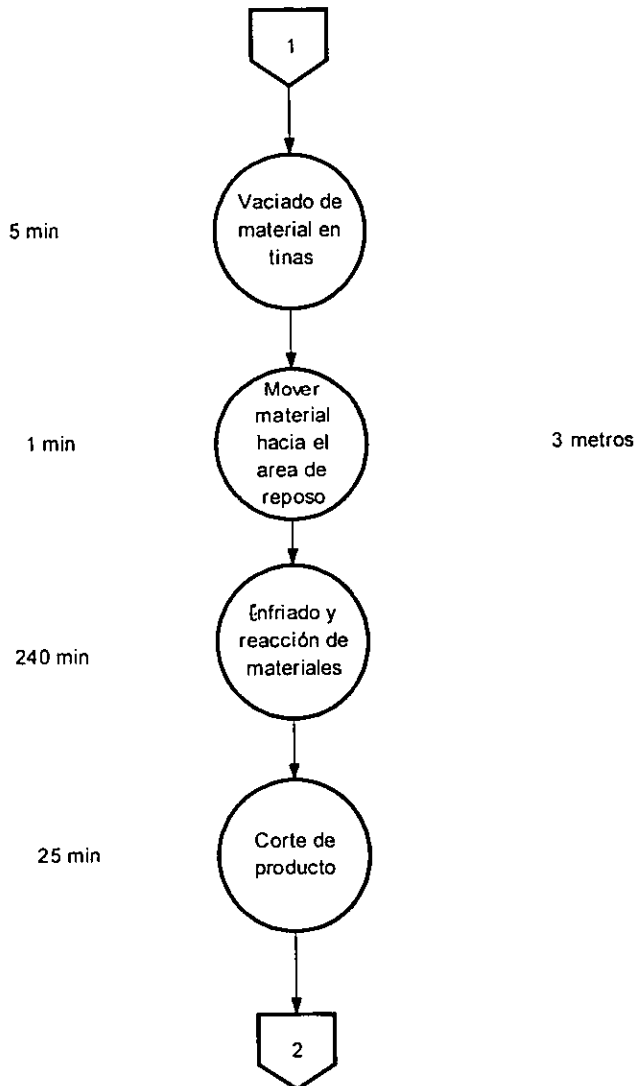 1
5 min
Vaciado de
material en
tinas
1 min
Mover
material
hacia el
area de
reposo
3 metros
240 min
Enfriado y
reacción de
materiales
25 min
Corte de
producto
2